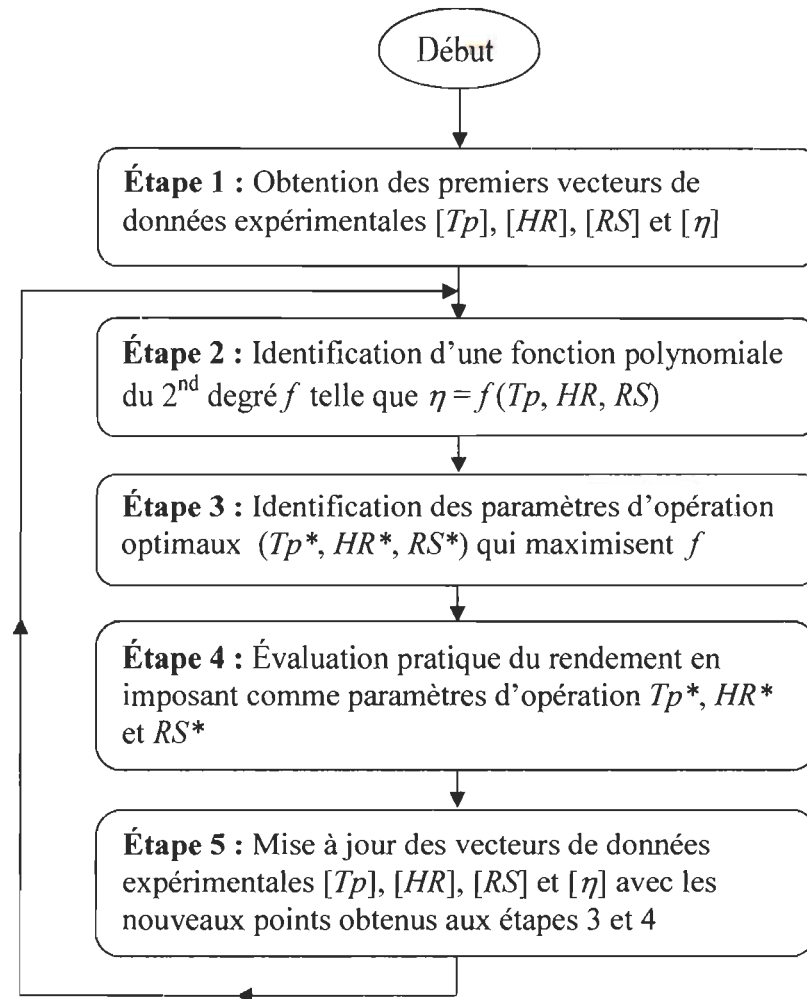 Début
Étape 1 : Obtention des premiers vecteurs de
données expérimentales [Tp], [HR], [RS] et [η]
Étape 2 : Identification d'une fonction polynomiale
du 2nd degré f telle que η = f (Tp, HR, RS)
Étape 3 : Identification des paramètres d'opération
optimaux (Tp*, HR*, RS*) qui maximisent f
Étape 4 : Évaluation pratique du rendement en
imposant comme paramètres d'opération Tp*, HR*
et RS*
Étape 5 : Mise à jour des vecteurs de données
expérimentales [Tp], [HR], [RS] et [η] avec les
nouveaux points obtenus aux étapes 3 et 4